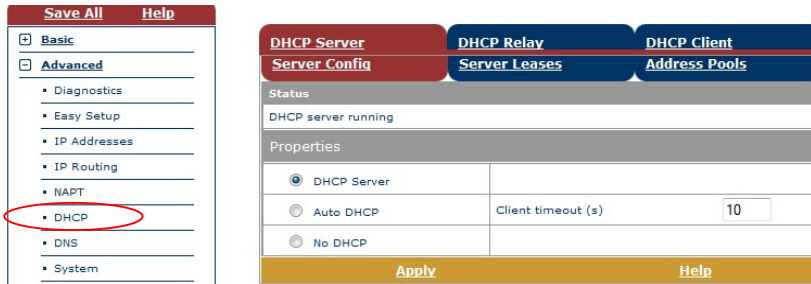 Save All Help
Basic
Advanced
Diagnostics
Easy Setup
IP Addresses
IP Routing
NAPT
DHCP
DNS
System
DHCP Server DHCP Relay DHCP Client
Server Config Server Leases Address Pools
Status
DHCP server running
Properties
DHCP Server
Auto DHCP Client timeout (s) 10
No DHCP
Apply Help